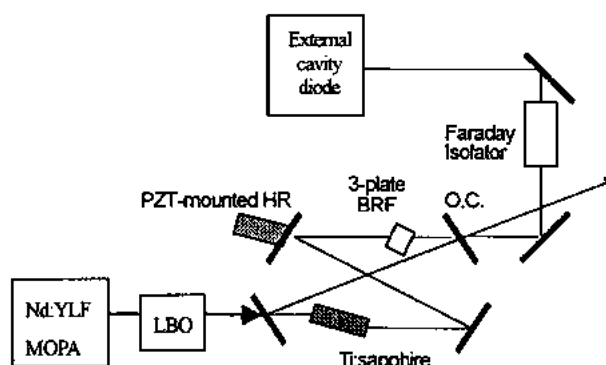 External
cavity
diode
Faraday
Isolator
3-plate
BRF
O.C.
PZT-mounted HR
Nd:YLF
MOPA
LBO
Ti:sapphire